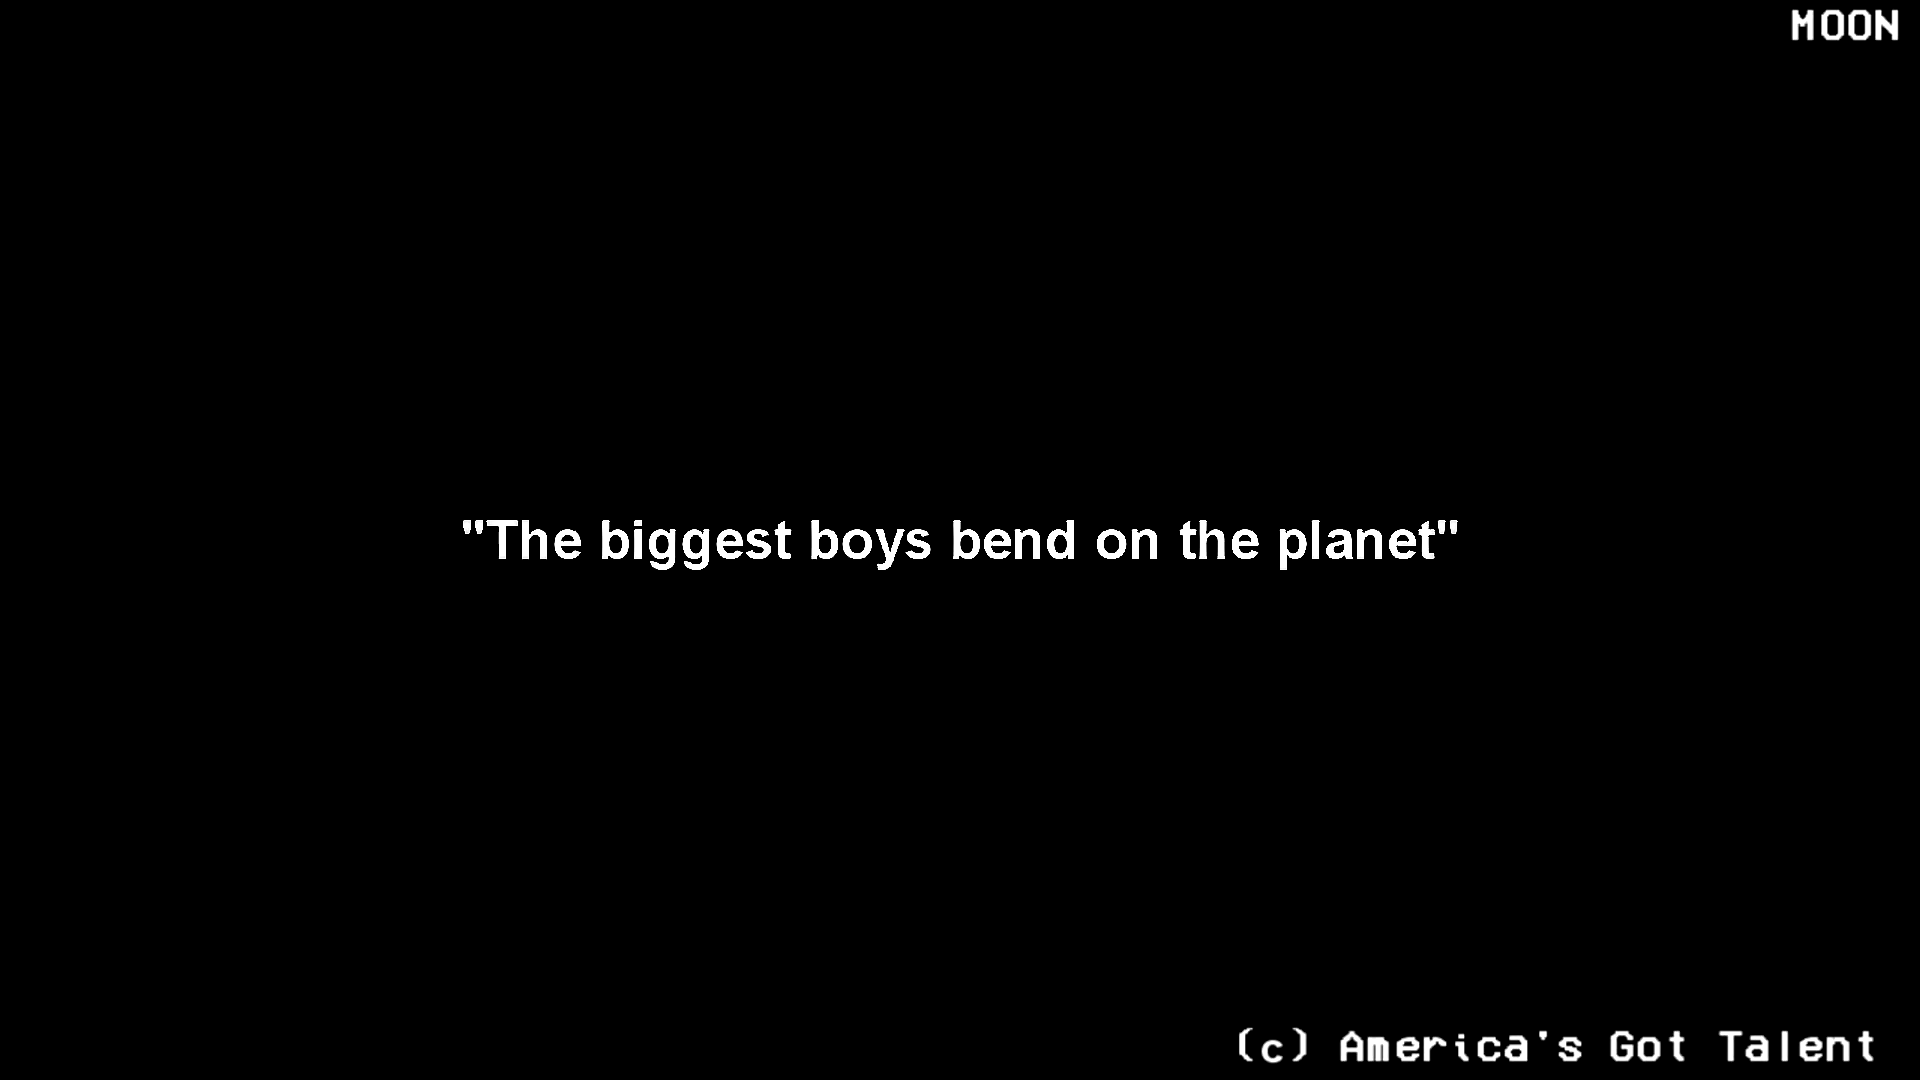 MOON
"The biggest boys bend on the planet"
(c) America's Got Talent